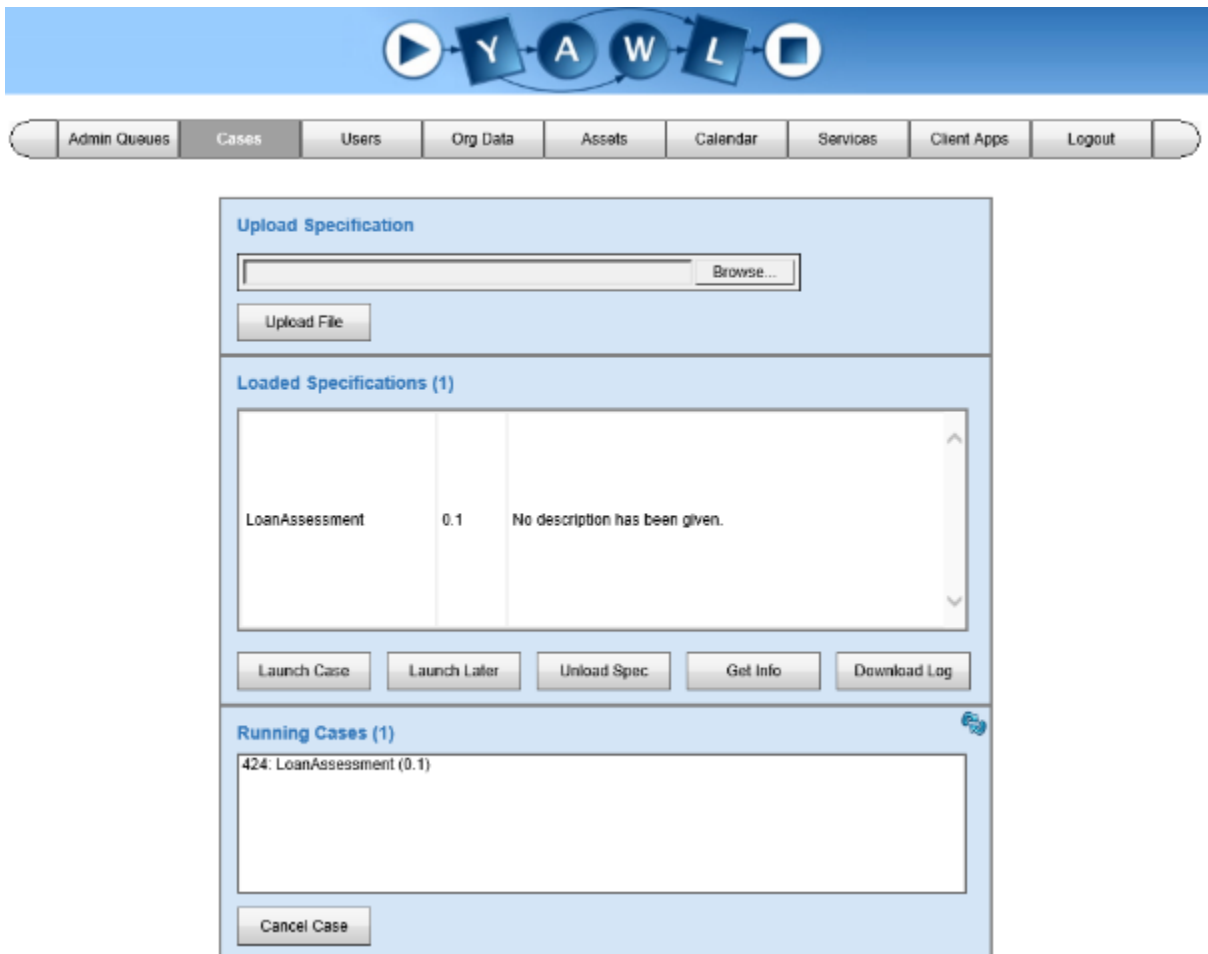 YAWL
Admin Queues Cases Users Org Data Assets Calendar Services Client Apps Logout
Upload Specification
Browse...
Upload File
Loaded Specifications (1)
LoanAssessment 0.1 No description has been given.
Launch Case Launch Later Unload Spec Get Info Download Log
Running Cases (1)
424: LoanAssessment (0.1)
Cancel Case